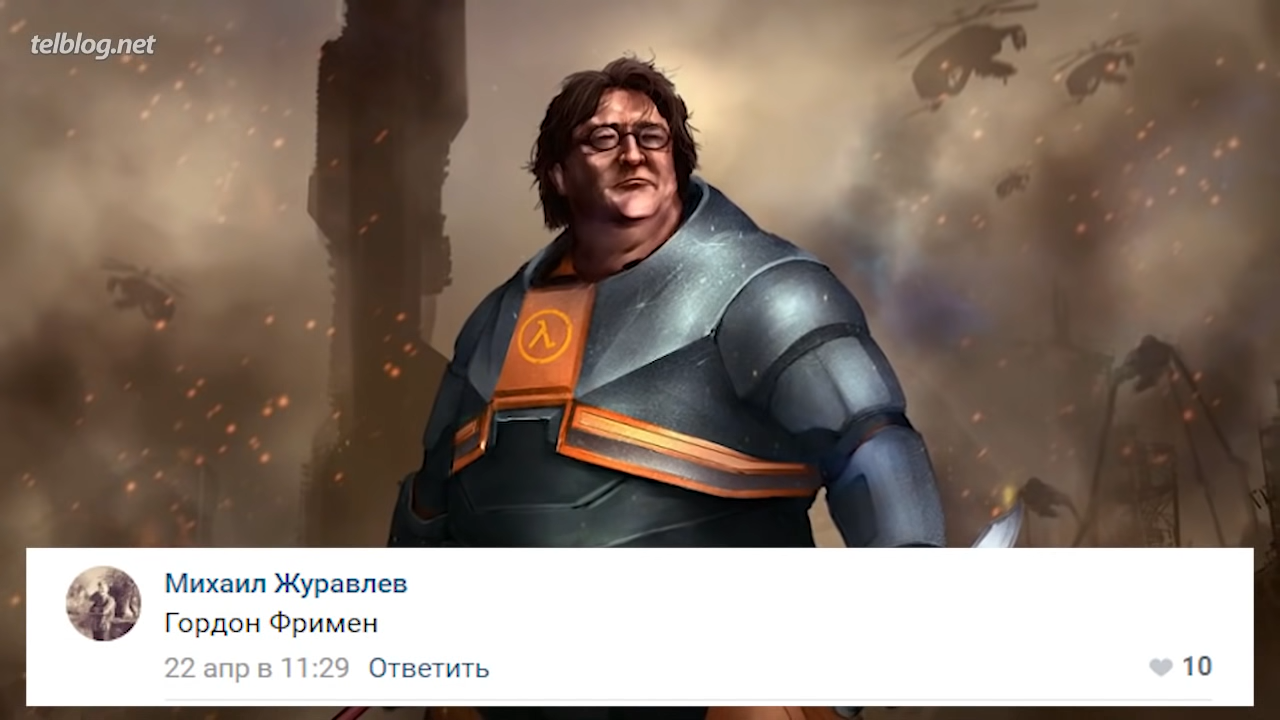 telblog.net
λ
Михаил Журавлев
Гордон Фримен
22 апр в 11:29 Ответить 10